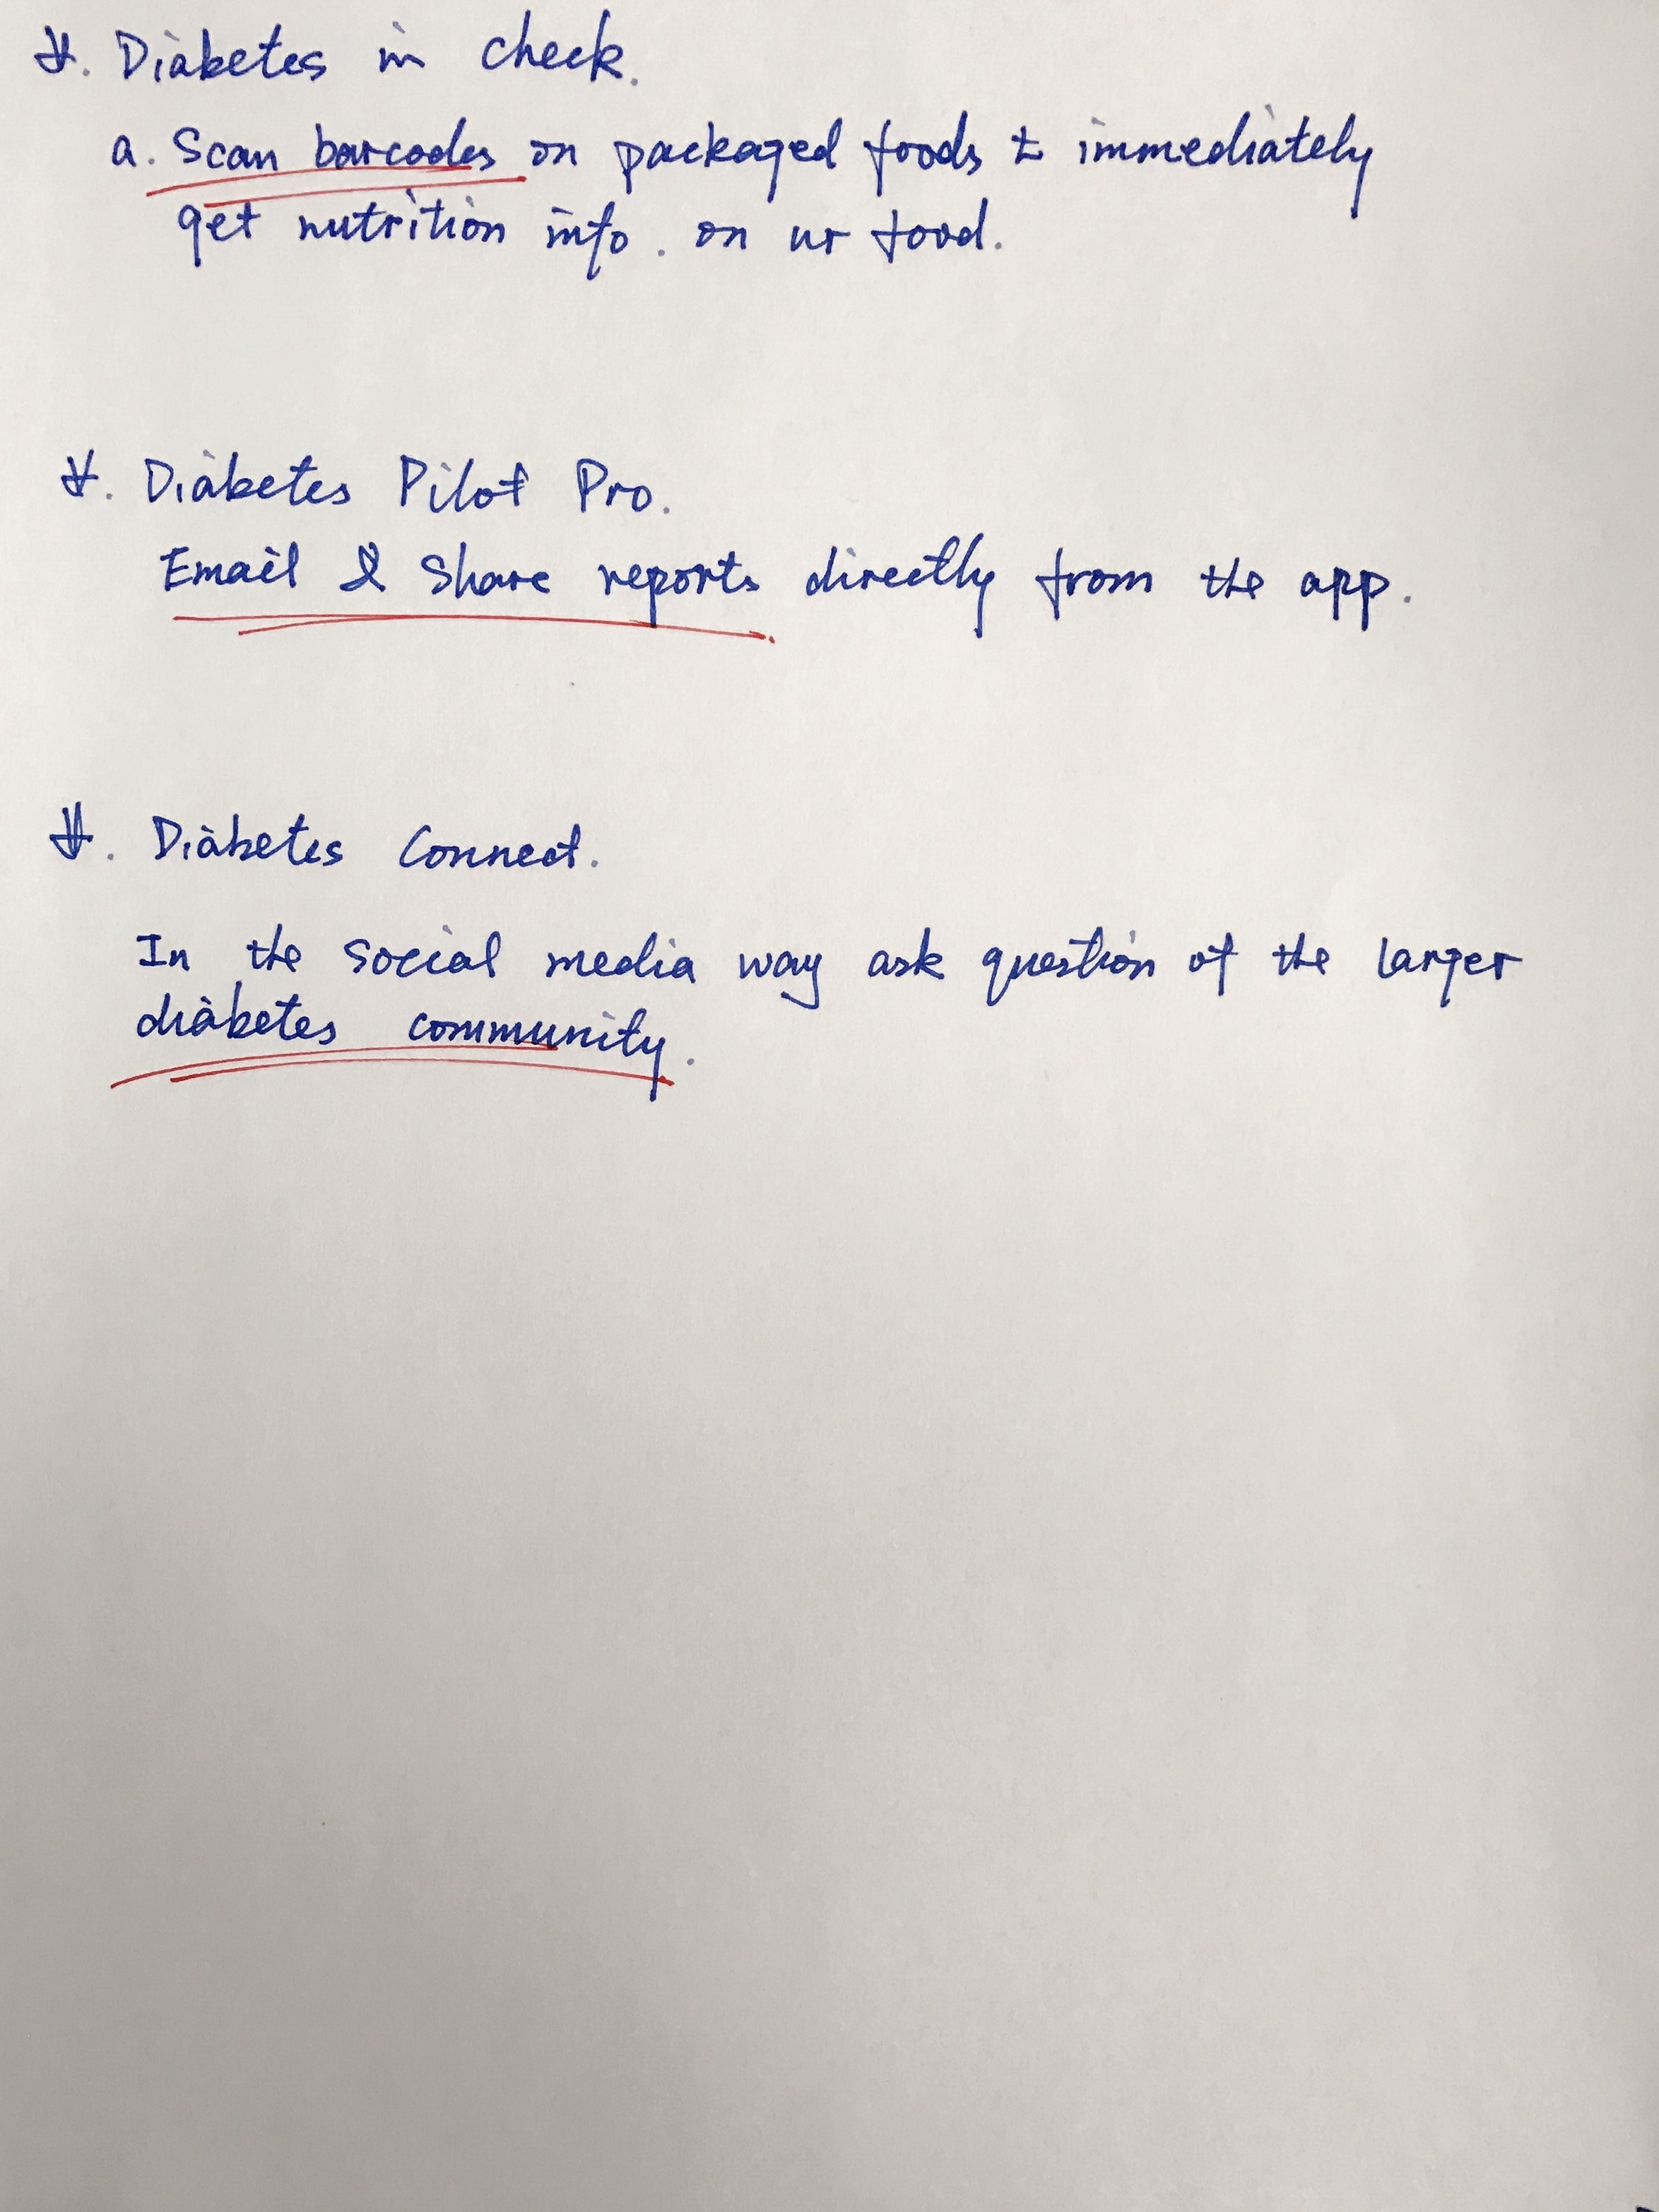 #. Diabetes in check.
a. Scan barcodes on packaged foods & immediately
get nutrition info. on ur food.
#. Diabetes Pilot Pro.
Email & Share reports directly from the app.
#. Diabetes Connect.
In the social media way ask question of the larger
diabetes community.